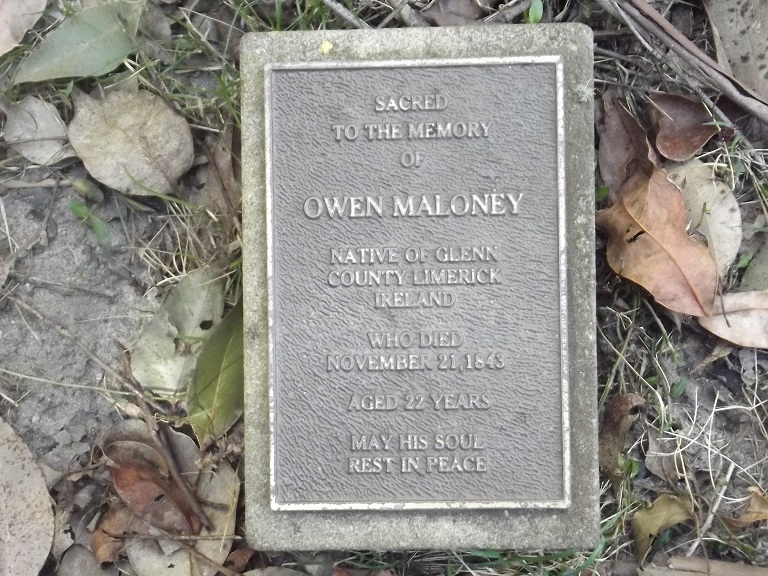 SACRED
TO THE MEMORY
OF
OWEN MALONEY
NATIVE OF GLENN
COUNTY LIMERICK
IRELAND
WHO DIED
NOVEMBER 21, 1843
AGED 22 YEARS
MAY HIS SOUL
REST IN PEACE